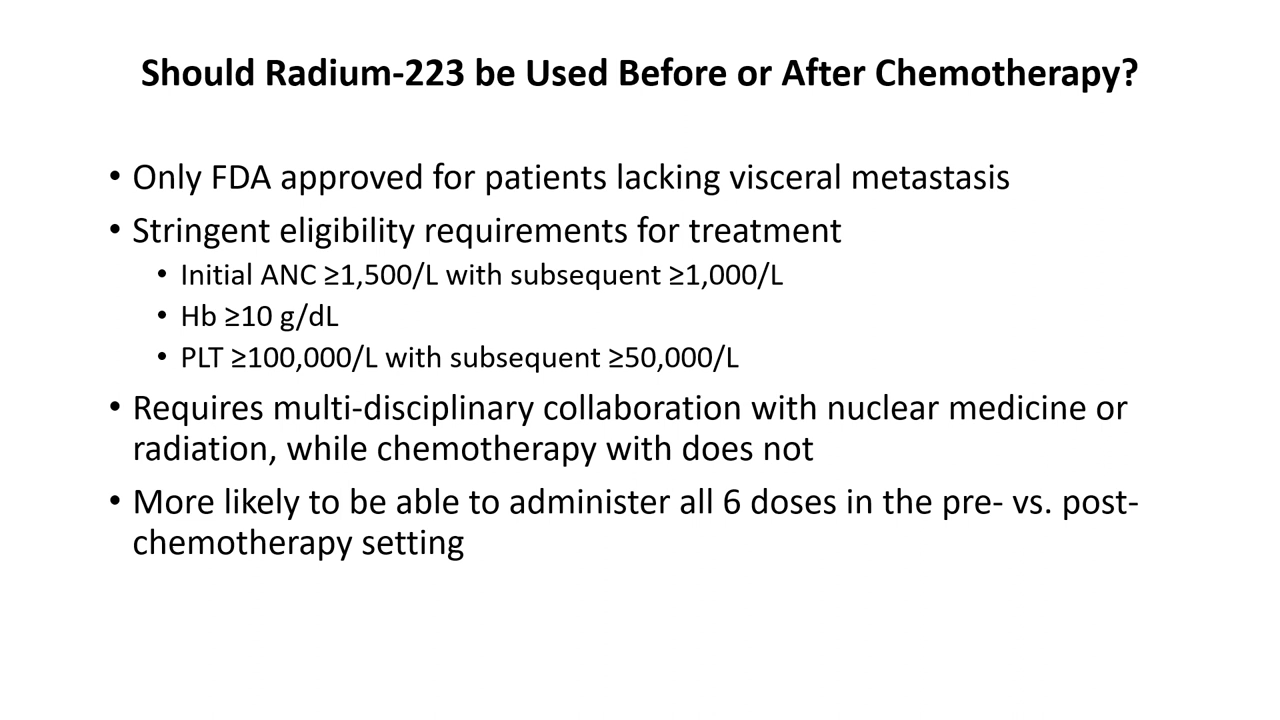 Should Radium-223 be Used Before or After Chemotherapy?
• Only FDA approved for patients lacking visceral metastasis
• Stringent eligibility requirements for treatment
• Initial ANC ≥1,500/L with subsequent ≥1,000/L
• Hb ≥10 g/dL
• PLT ≥100,000/L with subsequent ≥50,000/L
• Requires multi-disciplinary collaboration with nuclear medicine or
radiation, while chemotherapy with does not
• More likely to be able to administer all 6 doses in the pre- vs. post-
chemotherapy setting